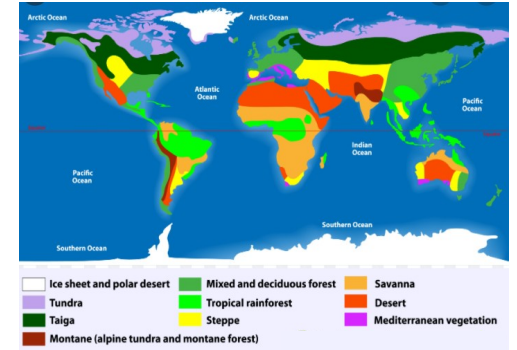 Arctic Ocean
Arctic Ocean
Atlantic
Ocean
Pacific
Ocean
Indian
Ocean
Pacific
Ocean
Southern Ocean
Southern Ocean
Ice sheet and polar desert
Mixed and deciduous forest
Savanna
Tundra
Tropical rainforest
Desert
Taiga
Steppe
Mediterranean vegetation
Montane (alpine tundra and montane forest)